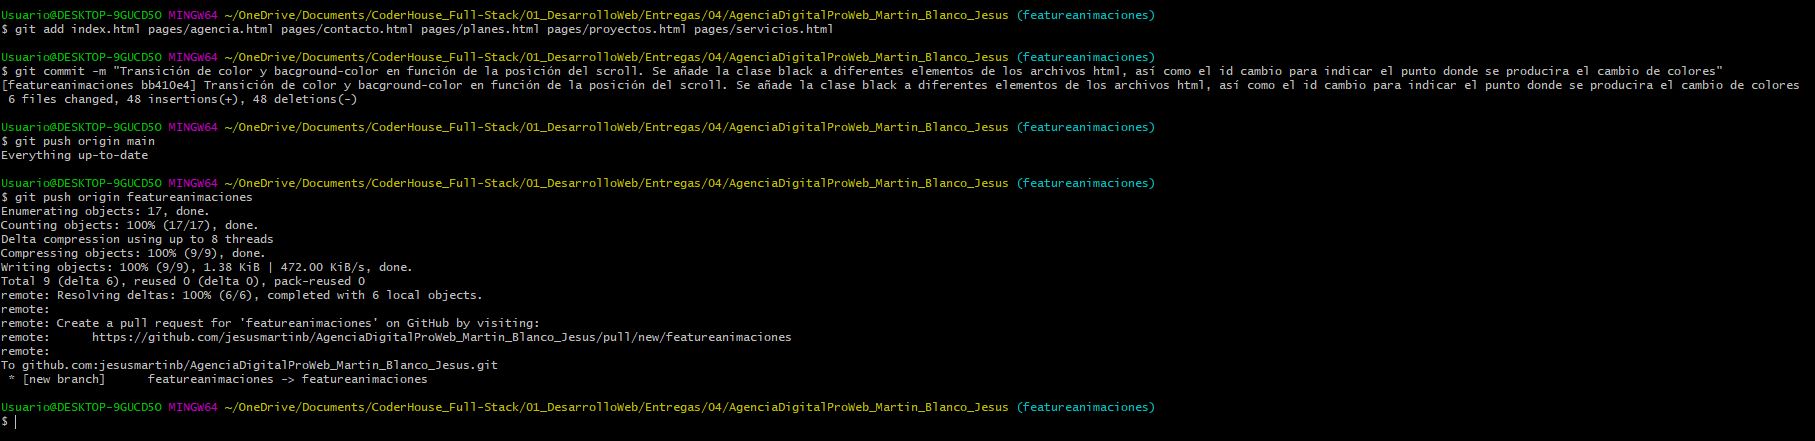 Usuario@DESKTOP-9GUCD5O MINGW64 ~/OneDrive/Documents/CoderHouse_Full-Stack/01_DesarrolloWeb/Entregas/04/AgenciaDigitalProWeb_Martin_Blanco_Jesus (featureanimaciones)
$ git add index.html pages/agencia.html pages/contacto.html pages/planes.html pages/proyectos.html pages/servicios.html
Usuario@DESKTOP-9GUCD5O MINGW64 ~/OneDrive/Documents/CoderHouse_Full-Stack/01_DesarrolloWeb/Entregas/04/AgenciaDigitalProWeb_Martin_Blanco_Jesus (featureanimaciones)
$ git commit -m "Transición de color y bacground-color en función de la posición del scroll. Se añade la clase black a diferentes elementos de los archivos html, así como el id cambio para indicar el punto donde se producira el cambio de colores"
[featureanimaciones bb410e4] Transición de color y bacground-color en función de la posición del scroll. Se añade la clase black a diferentes elementos de los archivos html, así como el id cambio para indicar el punto donde se producira el cambio de colores
6 files changed, 48 insertions(+), 48 deletions(-)
Usuario@DESKTOP-9GUCD5O MINGW64 ~/OneDrive/Documents/CoderHouse_Full-Stack/01_DesarrolloWeb/Entregas/04/AgenciaDigitalProWeb_Martin_Blanco_Jesus (featureanimaciones)
$ git push origin main
Everything up-to-date
Usuario@DESKTOP-9GUCD5O MINGW64 ~/OneDrive/Documents/CoderHouse_Full-Stack/01_DesarrolloWeb/Entregas/04/AgenciaDigitalProWeb_Martin_Blanco_Jesus (featureanimaciones)
$ git push origin featureanimaciones
Enumerating objects: 17, done.
Counting objects: 100% (17/17), done.
Delta compression using up to 8 threads
Compressing objects: 100% (9/9), done.
Writing objects: 100% (9/9), 1.38 KiB | 472.00 KiB/s, done.
Total 9 (delta 6), reused 0 (delta 0), pack-reused 0
remote: Resolving deltas: 100% (6/6), completed with 6 local objects.
remote:
remote: Create a pull request for 'featureanimaciones' on GitHub by visiting:
remote:      https://github.com/jesusmartinb/AgenciaDigitalProWeb_Martin_Blanco_Jesus/pull/new/featureanimaciones
remote:
To github.com:jesusmartinb/AgenciaDigitalProWeb_Martin_Blanco_Jesus.git
* [new branch]      featureanimaciones -> featureanimaciones
Usuario@DESKTOP-9GUCD5O MINGW64 ~/OneDrive/Documents/CoderHouse_Full-Stack/01_DesarrolloWeb/Entregas/04/AgenciaDigitalProWeb_Martin_Blanco_Jesus (featureanimaciones)
$